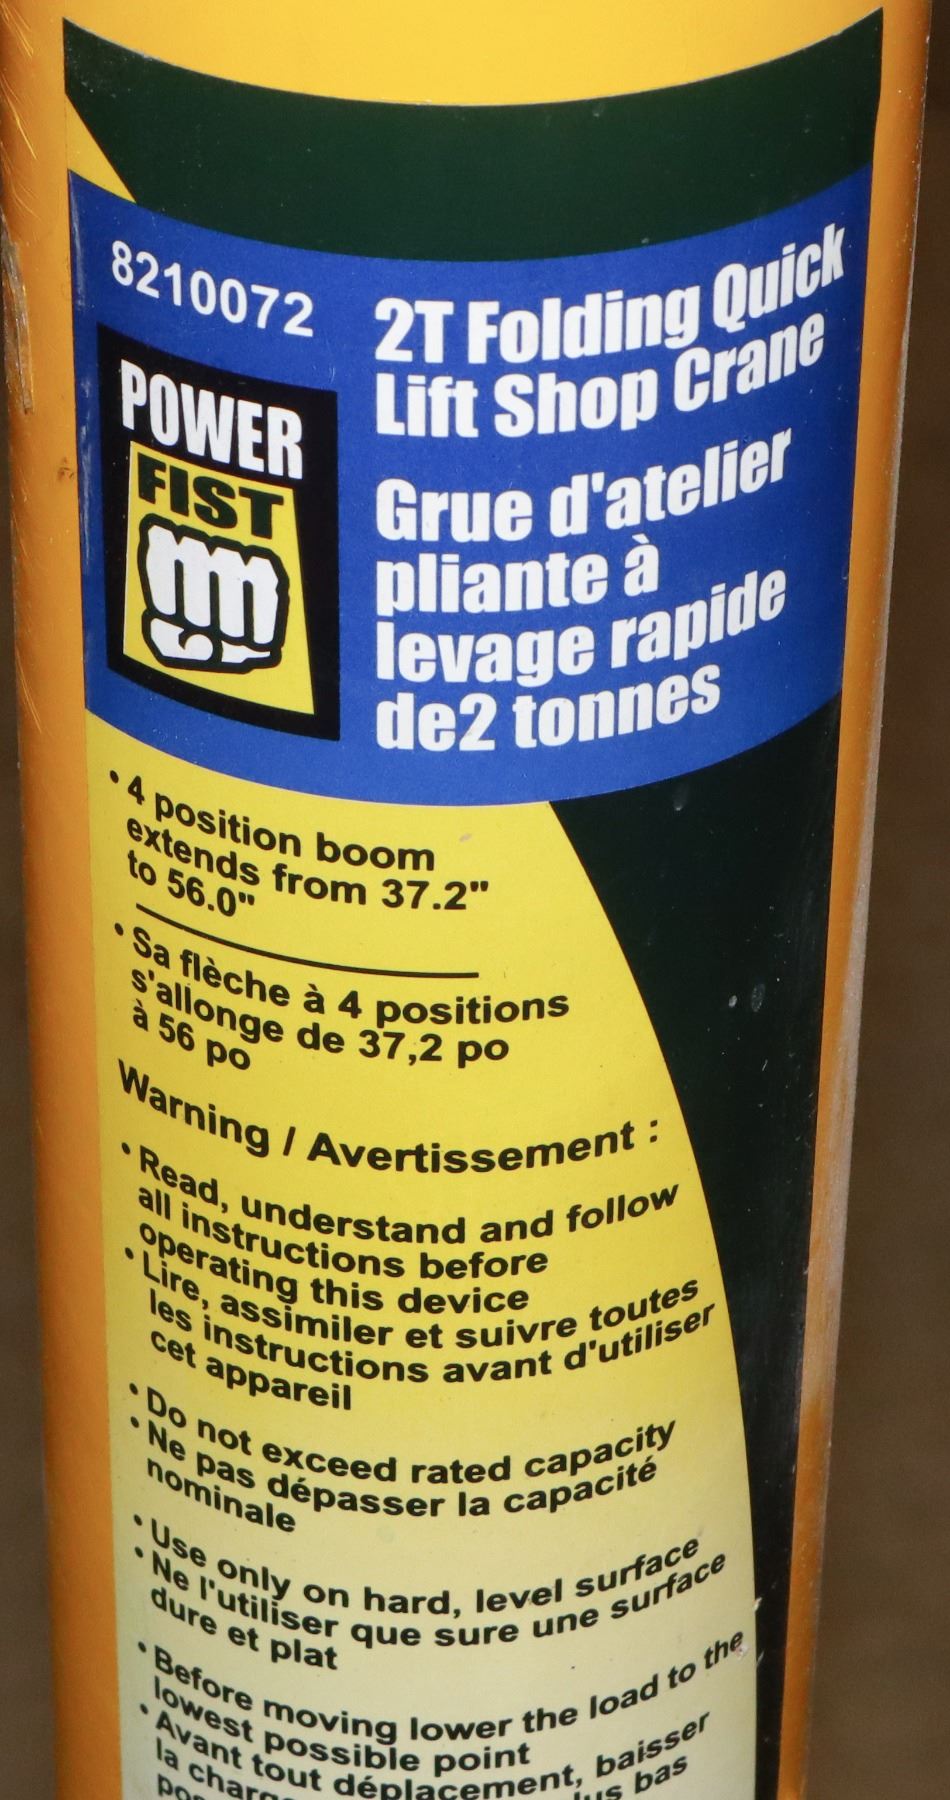 8210072
POWER
FIST
2T Folding Quick
Lift Shop Crane
Grue d'atelier
pliante à
levage rapide
de2 tonnes
• 4 position boom
extends from 37.2"
to 56.0"
• Sa flèche à 4 positions
s'allonge de 37,2 po
à 56 po
Warning / Avertissement :
• Read, understand and follow
all instructions before
operating this device
• Lire, assimiler et suivre toutes
les instructions avant d'utiliser
cet appareil
• Do not exceed rated capacity
• Ne pas dépasser la capacité
nominale
• Use only on hard, level surface
• Ne l'utiliser que sure une surface
dure et plat
• Before moving lower the load to the
lowest possible point
• Avant tout déplacement, baisser
la bas